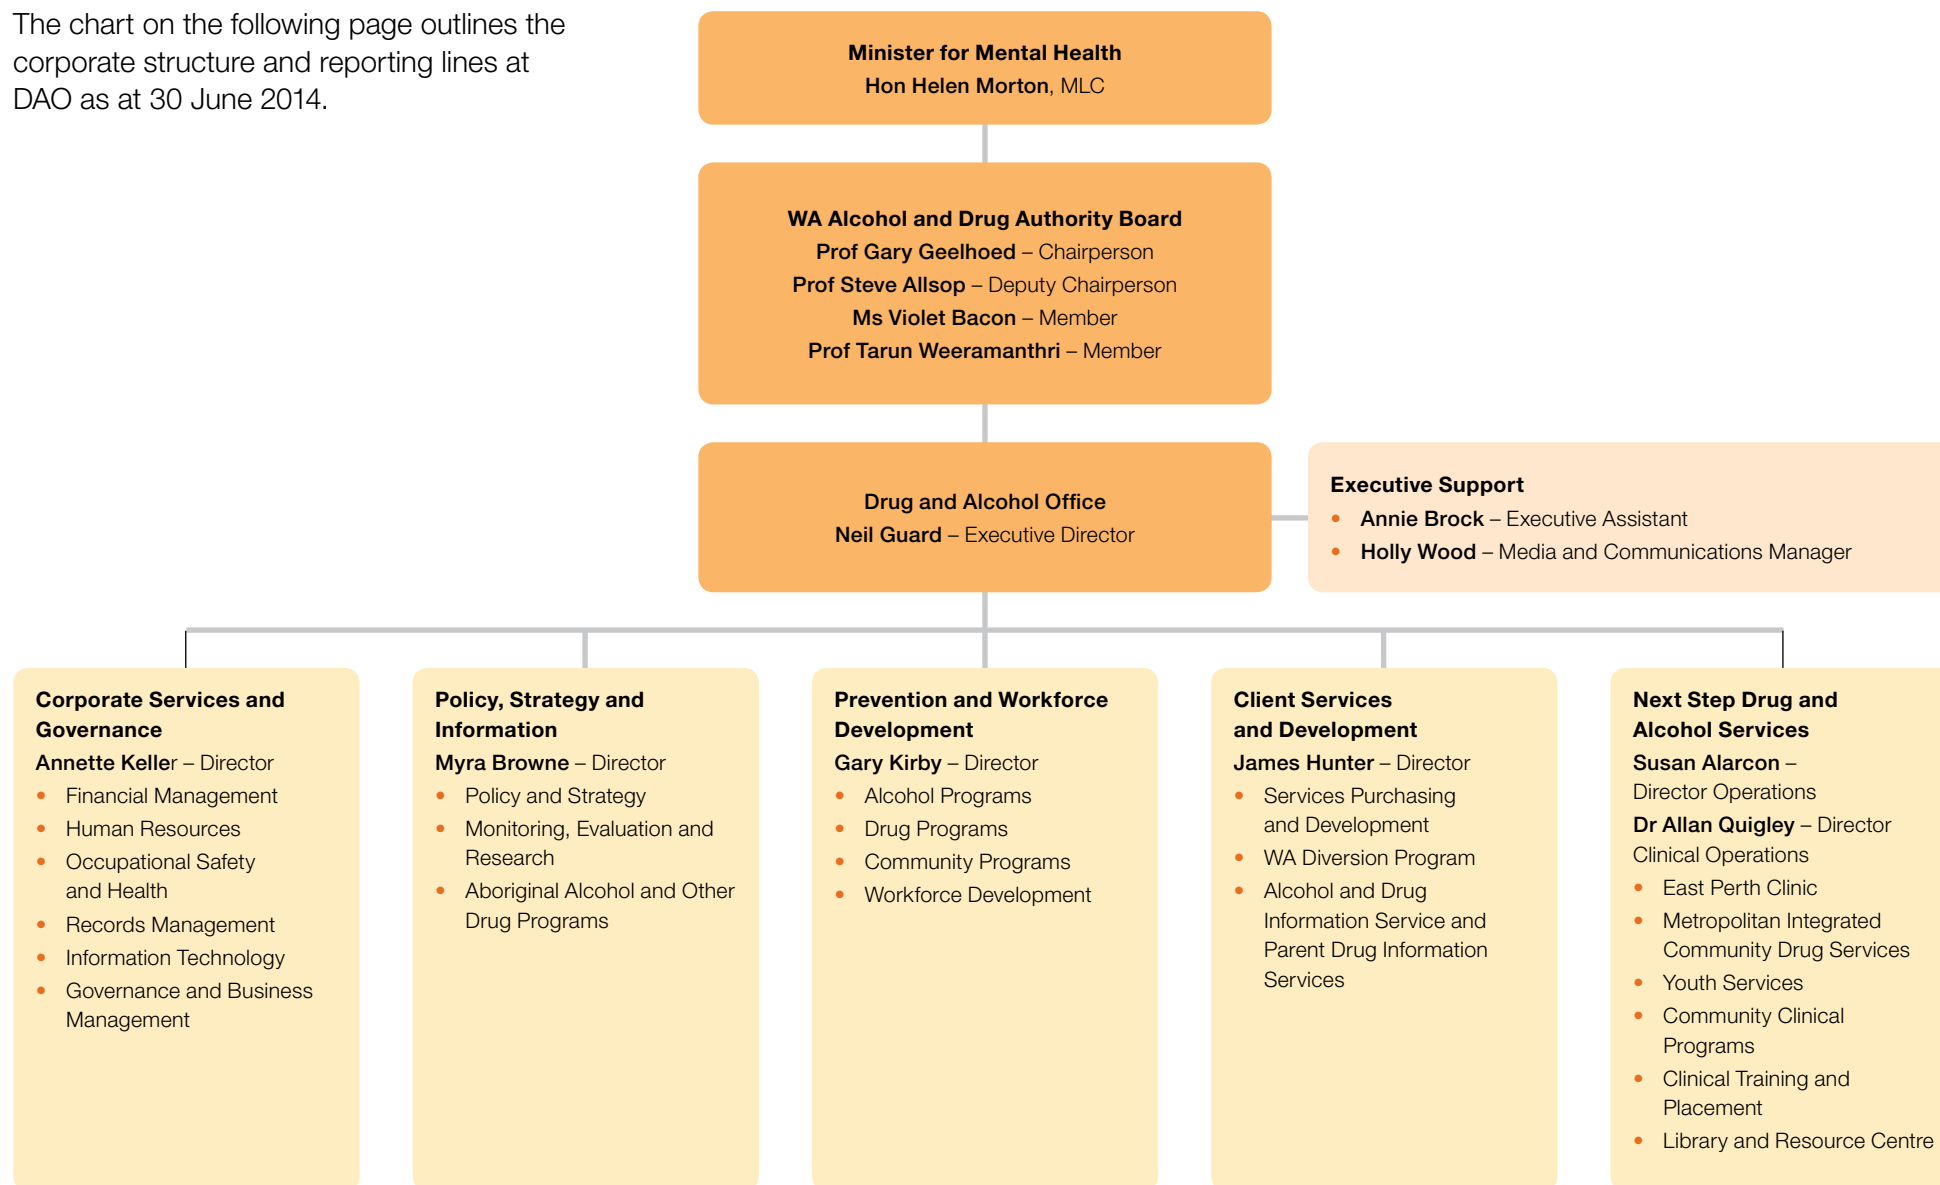 The chart on the following page outlines the
corporate structure and reporting lines at
DAO as at 30 June 2014.
Minister for Mental Health
Hon Helen Morton, MLC
WA Alcohol and Drug Authority Board
Prof Gary Geelhoed – Chairperson
Prof Steve Allsop – Deputy Chairperson
Ms Violet Bacon – Member
Prof Tarun Weeramanthri – Member
Drug and Alcohol Office
Neil Guard – Executive Director
Executive Support
• Annie Brock – Executive Assistant
• Holly Wood – Media and Communications Manager
Corporate Services and
Governance
Annette Keller – Director
• Financial Management
• Human Resources
• Occupational Safety
and Health
• Records Management
• Information Technology
• Governance and Business
Management
Policy, Strategy and
Information
Myra Browne – Director
• Policy and Strategy
• Monitoring, Evaluation and
Research
• Aboriginal Alcohol and Other
Drug Programs
Prevention and Workforce
Development
Gary Kirby – Director
• Alcohol Programs
• Drug Programs
• Community Programs
• Workforce Development
Client Services
and Development
James Hunter – Director
• Services Purchasing
and Development
• WA Diversion Program
• Alcohol and Drug
Information Service and
Parent Drug Information
Services
Next Step Drug and
Alcohol Services
Susan Alarcon –
Director Operations
Dr Allan Quigley – Director
Clinical Operations
• East Perth Clinic
• Metropolitan Integrated
Community Drug Services
• Youth Services
• Community Clinical
Programs
• Clinical Training and
Placement
• Library and Resource Centre